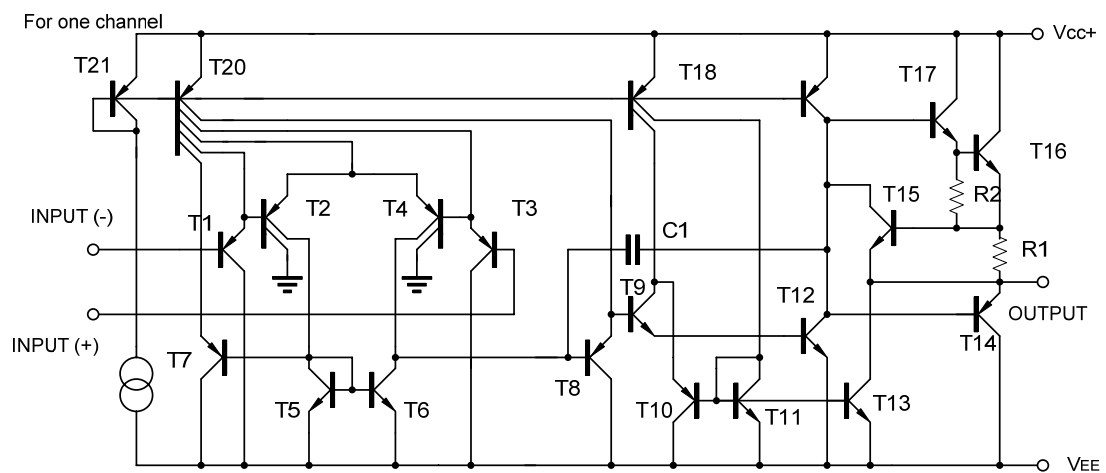 For one channel
Vcc+
T21
T20
T18
T17
T16
T15
R2
INPUT (-)
T1
T2
T4
T3
C1
R1
T9
T12
OUTPUT
INPUT (+)
T14
T7
T8
T5
T6
T10
T11
T13
VEE